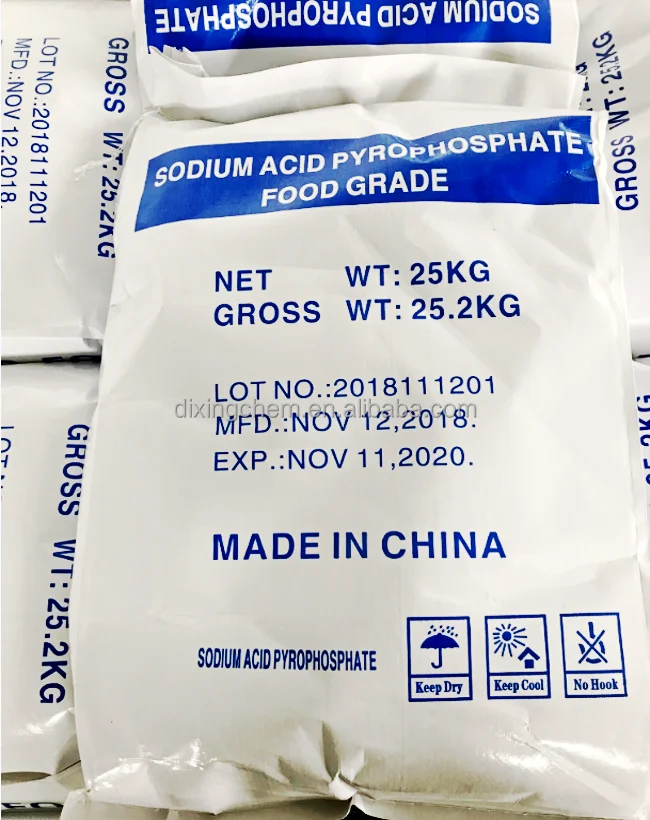 SODIUM ACID PYROPHOSPHATE
LOT NO.:2018111201
MFD.:NOV 12,2018.
GROSS WT: 25.2KG
GROSS WT: 25.2KG
SODIUM ACID PYROPHOSPHATE
FOOD GRADE
NET WT: 25KG
GROSS WT: 25.2KG
LOT NO.:2018111201
dixingchem.en.alibaba.com
MFD.:NOV 12,2018.
EXP.:NOV 11,2020.
MADE IN CHINA
GROSS WT: 25.2KG
SODIUM ACID PYROPHOSPHATE
Keep Dry
Keep Cool
No Hook